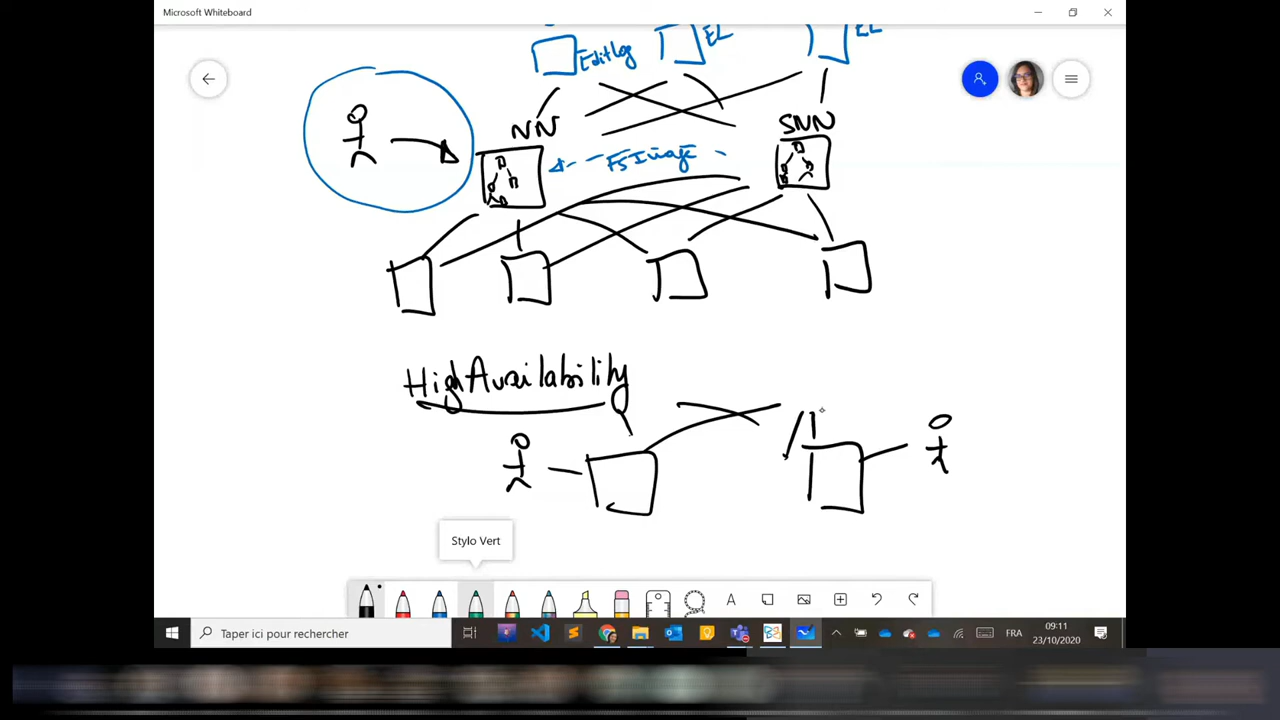 Microsoft Whiteboard
EditLog
EL
EL
NN
SNN
FSImage
HighAvailability
Stylo Vert
A
Taper ici pour rechercher
FRA
09:11
23/10/2020